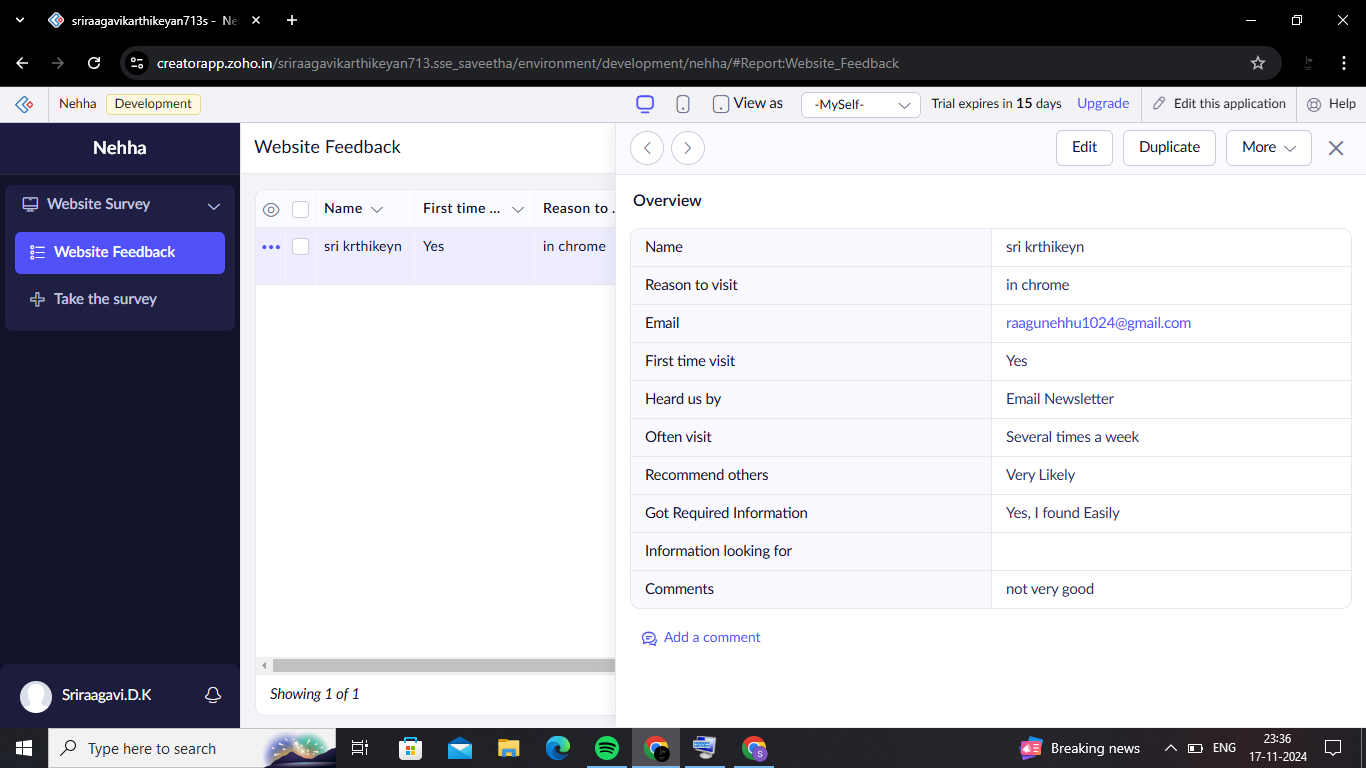 sriraagavikarthikeyan713s - Ne
creatorapp.zoho.in/sriraagavikarthikeyan713.sse_saveetha/environment/development/nehha/#Report:Website_Feedback
Nehha Development View as -MySelf- Trial expires in 15 days Upgrade Edit this application Help
Nehha
Website Survey
Website Feedback
Take the survey
Sriraagavi.D.K
Website Feedback
Name First time ... Reason to .
sri krthikeyn Yes in chrome
Showing 1 of 1
Edit Duplicate More
Overview
Name sri krthikeyn
Reason to visit in chrome
Email raagunehhu1024@gmail.com
First time visit Yes
Heard us by Email Newsletter
Often visit Several times a week
Recommend others Very Likely
Got Required Information Yes, I found Easily
Information looking for
Comments not very good
Add a comment
Type here to search
Breaking news
ENG
23:36
17-11-2024